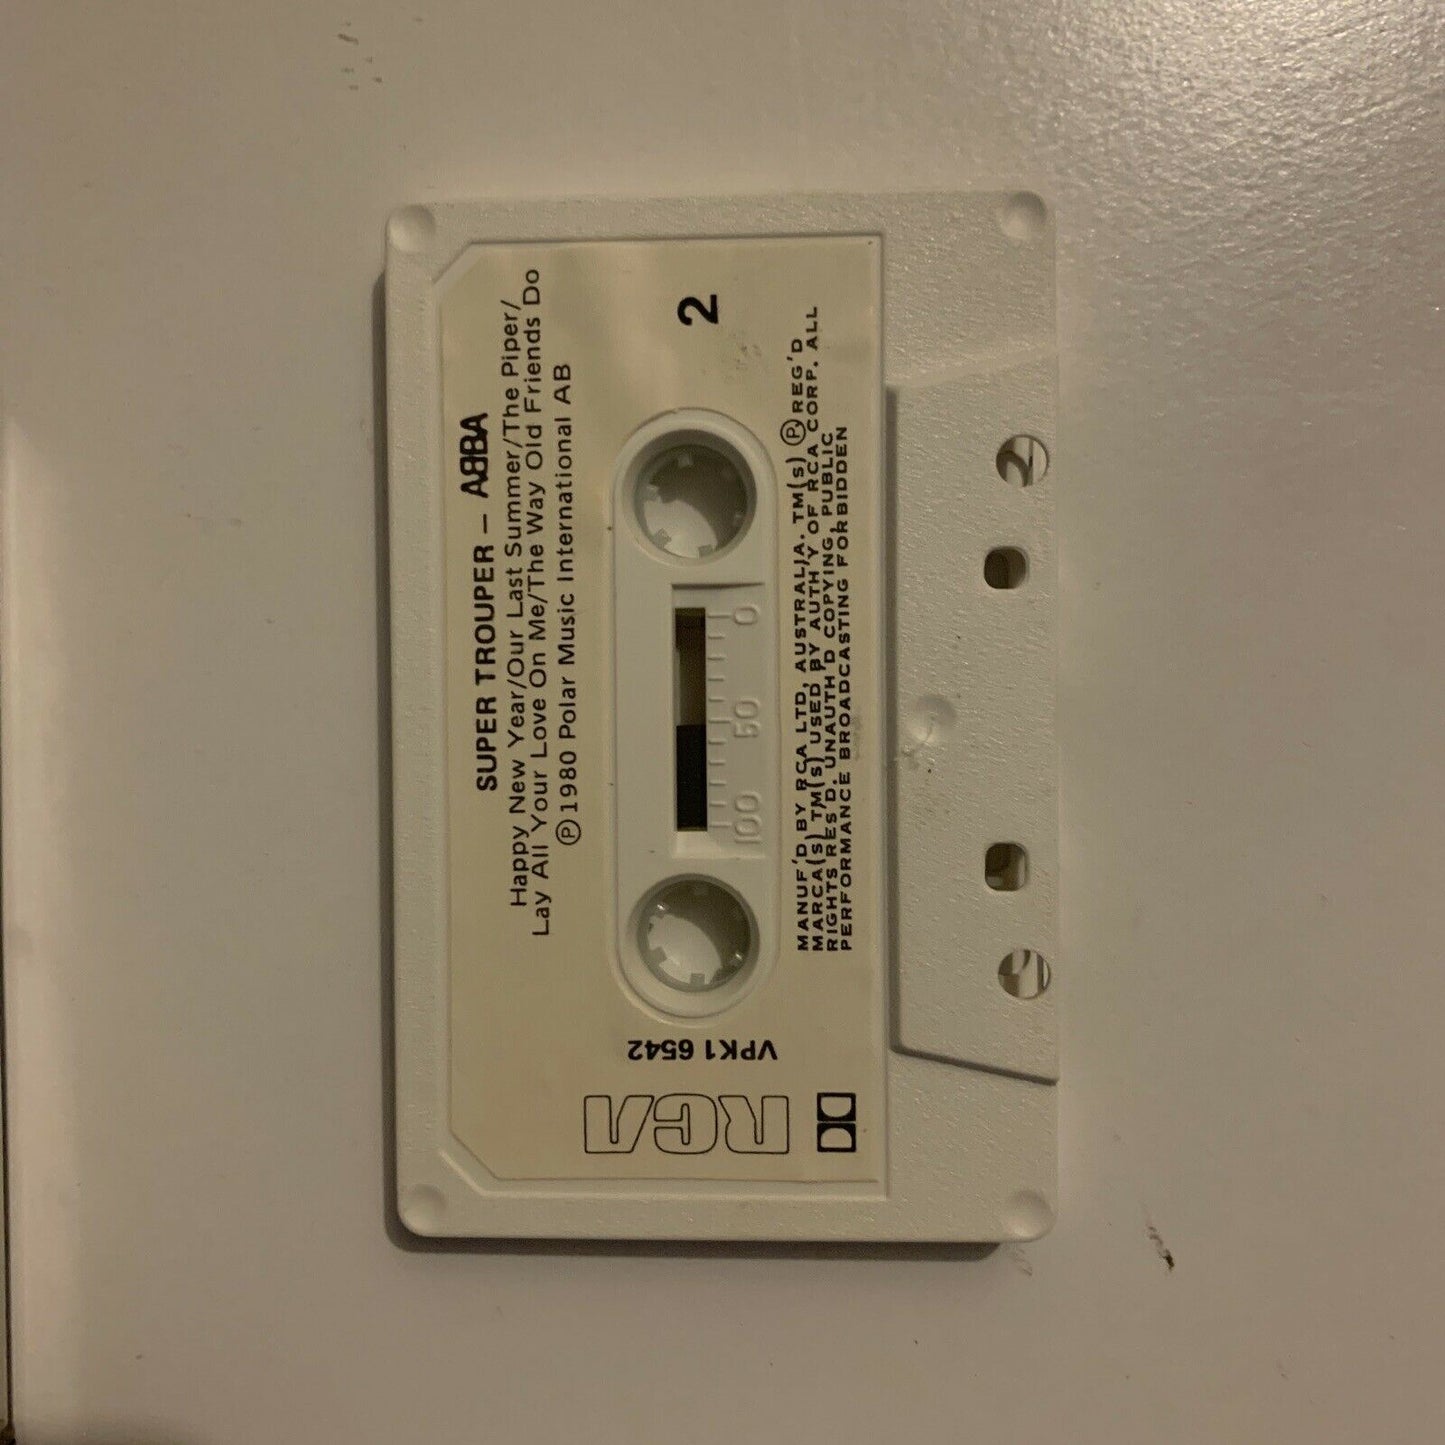 SUPER TROUPER – ABBA
Happy New Year/Our Last Summer/The Piper/
Lay All Your Love On Me/The Way Old Friends Do
Ⓟ 1980 Polar Music International AB
2
100 50 0
VPK1 6542
RCA
MANUF'D BY RCA LTD, AUSTRALIA. TM(S) Ⓡ REG'D
MARCA(S) TM(S) USED BY AUTH'Y OF RCA CORP. ALL
RIGHTS RES'D. UNAUTH'D COPYING, PUBLIC
PERFORMANCE BROADCASTING FORBIDDEN